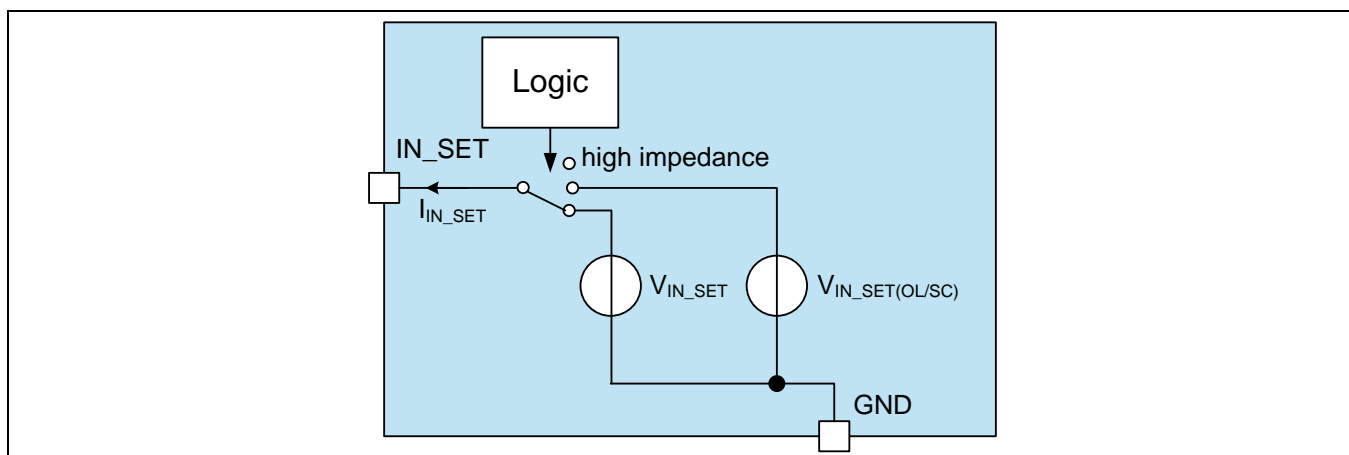 Logic
IN_SET
high impedance
I_IN_SET
V_IN_SET
V_IN_SET(OL/SC)
GND